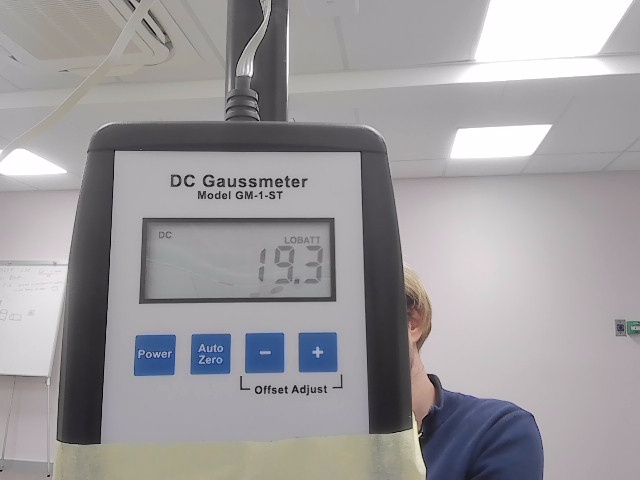 DC Gaussmeter
Model GM-1-ST
DC
LOBATT
19.3
Power
Auto
Zero
-
+
Offset Adjust